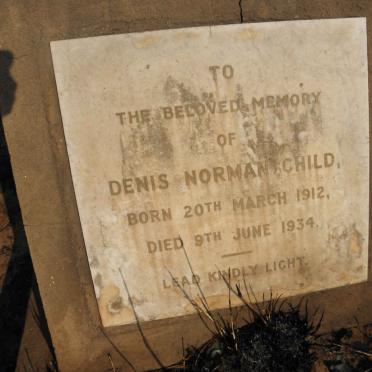 TO
THE BELOVED MEMORY
OF
DENIS NORMAN CHILD,
BORN 20TH MARCH 1912,
DIED 9TH JUNE 1934.
LEAD KINDLY LIGHT.